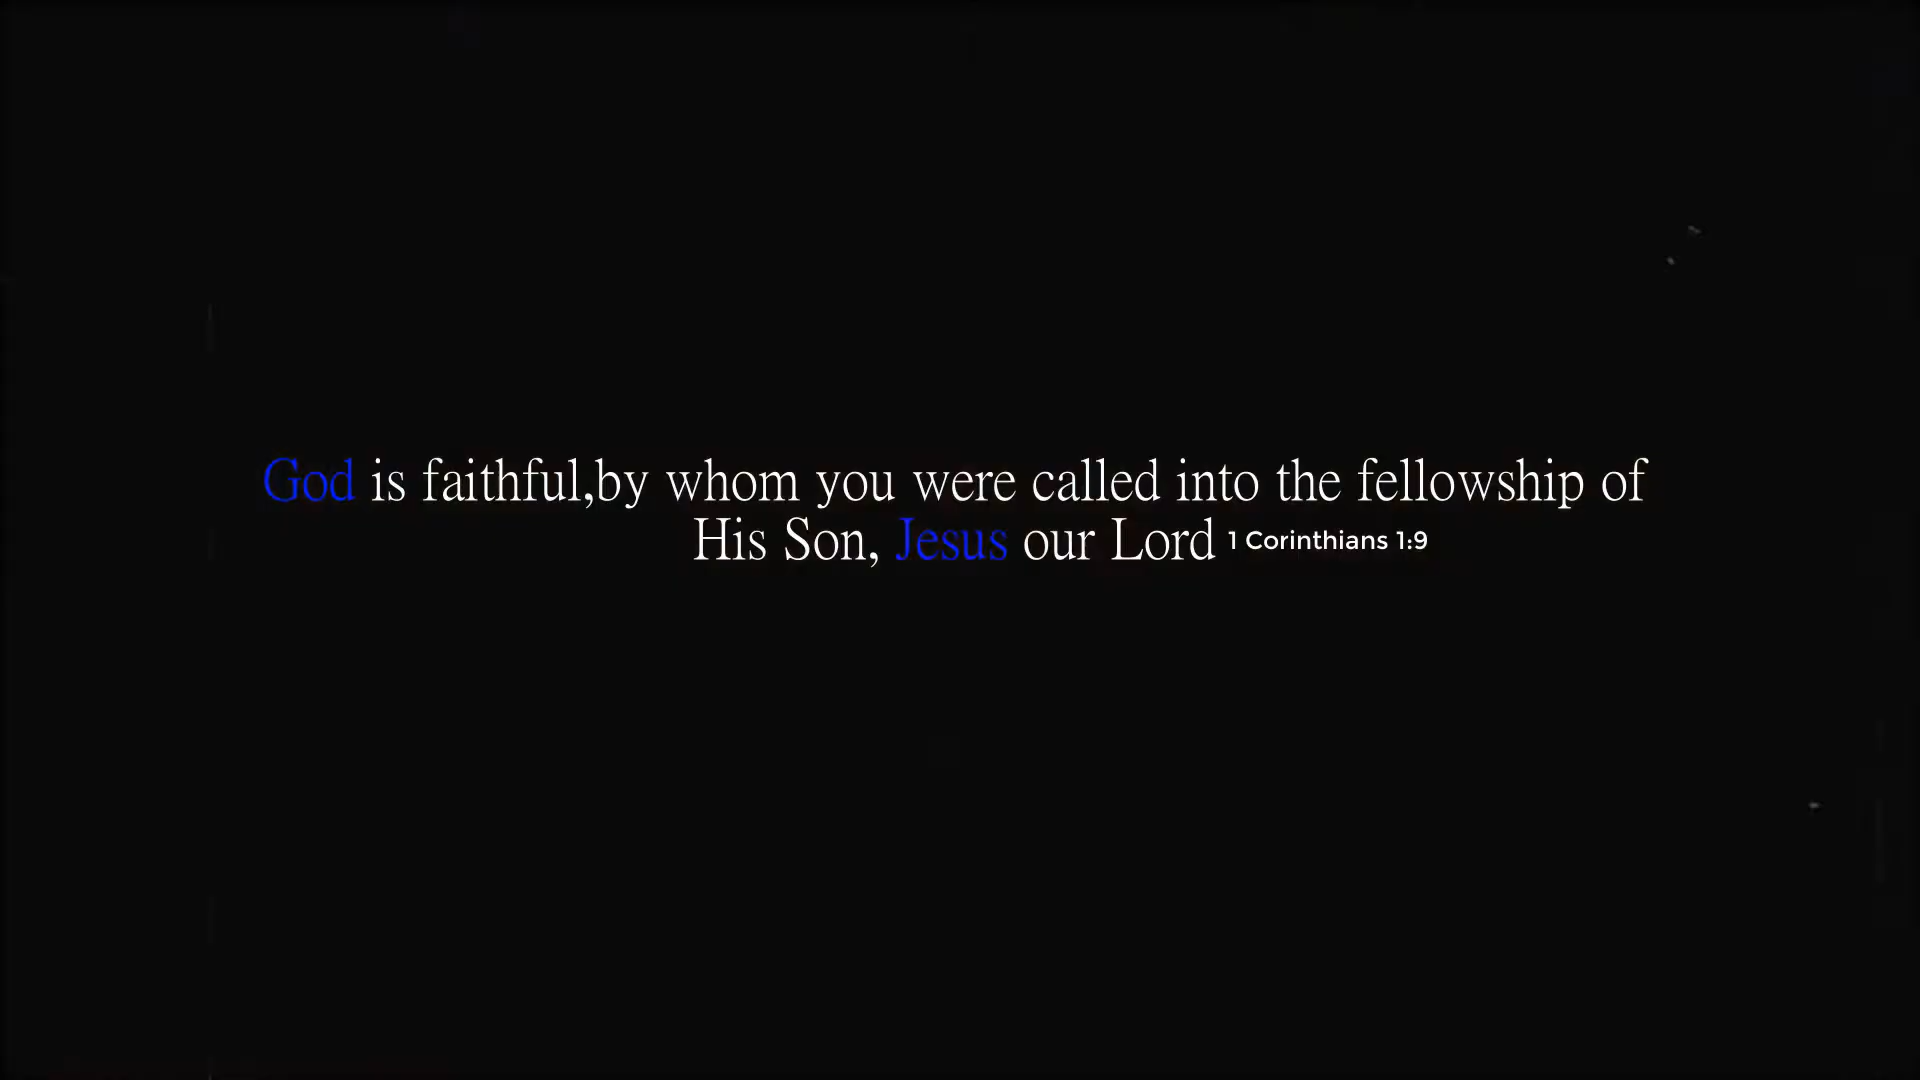 God is faithful,by whom you were called into the fellowship of
His Son, Jesus our Lord 1 Corinthians 1:9